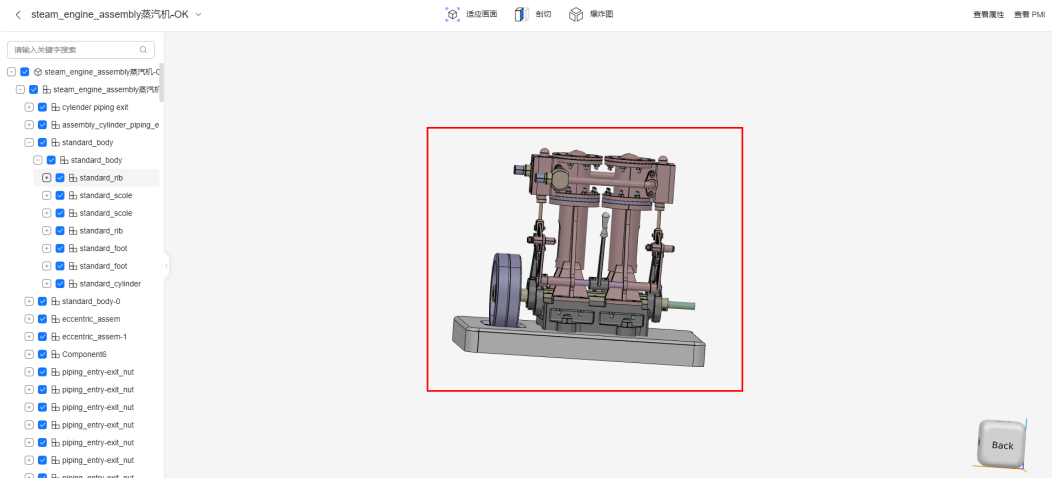 steam_engine_assembly蒸汽机-OK
适应画面 剖切 爆炸图
查看属性 查看 PMI
请输入关键字搜索
steam_engine_assembly蒸汽机-C
steam_engine_assembly蒸汽机
cylender piping exit
assembly_cylinder_piping_e
standard_body
standard_body
standard_rib
standard_scole
standard_scole
standard_rib
standard_foot
standard_foot
standard_cylinder
standard_body-0
eccentric_assem
eccentric_assem-1
Component6
piping_entry-exit_nut
piping_entry-exit_nut
piping_entry-exit_nut
piping_entry-exit_nut
piping_entry-exit_nut
piping_entry-exit_nut
piping_entry-exit_nut
Back